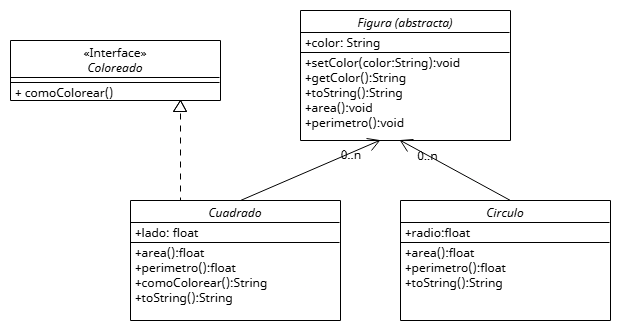 «Interface»
Coloreado
+ comoColorear()
Figura (abstracta)
+color: String
+setColor(color:String):void
+getColor():String
+toString():String
+area():void
+perimetro():void
0..n
0..n
Cuadrado
+lado: float
+area():float
+perimetro():float
+comoColorear():String
+toString():String
Circulo
+radio:float
+area():float
+perimetro():float
+toString():String